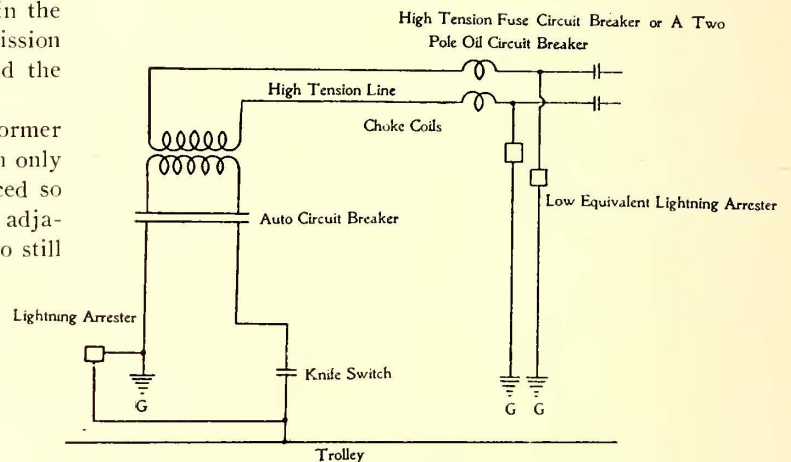 in the
ission
d the
ormer
n only
ced so
adja-
o still
High Tension Fuse Circuit Breaker or A Two
Pole Oil Circuit Breaker
High Tension Line
Choke Coils
Low Equivalent Lightning Arrester
Auto Circuit Breaker
Lightning Arrester
Knife Switch
G
G G
Trolley